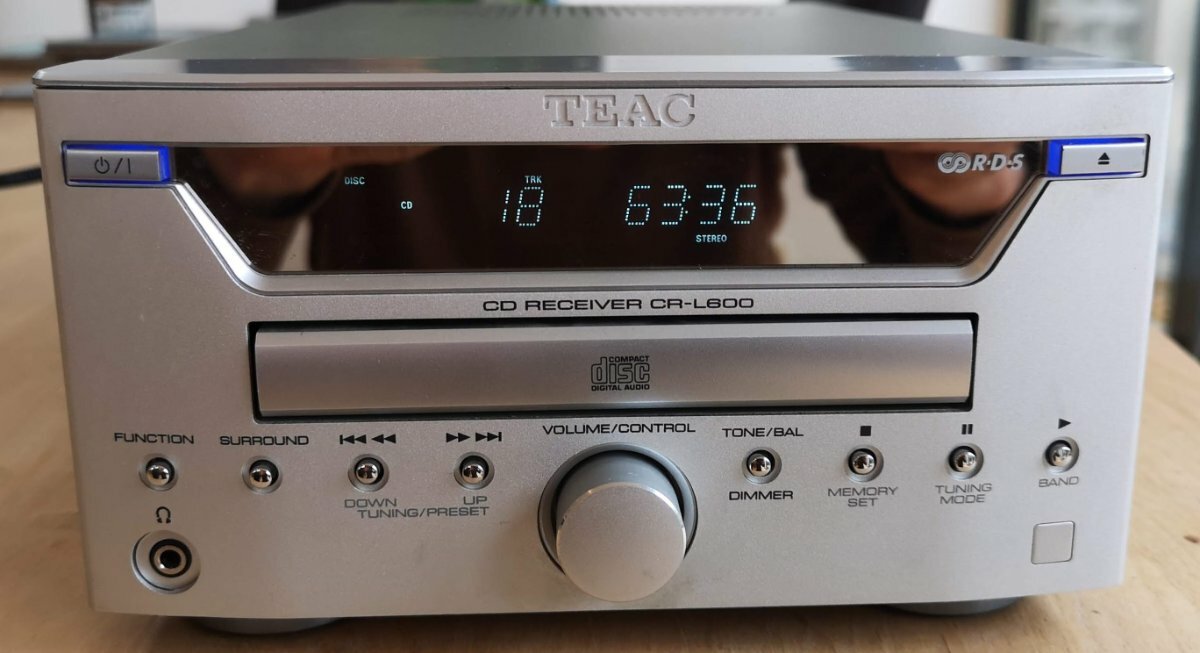 TEAC
R·D·S
DISC
TRK
CD
18
63:36
STEREO
CD RECEIVER CR-L600
COMPACT
disc
DIGITAL AUDIO
FUNCTION
SURROUND
VOLUME/CONTROL
TONE/BAL
DIMMER
DOWN
UP
TUNING/PRESET
MEMORY
SET
TUNING
MODE
BAND